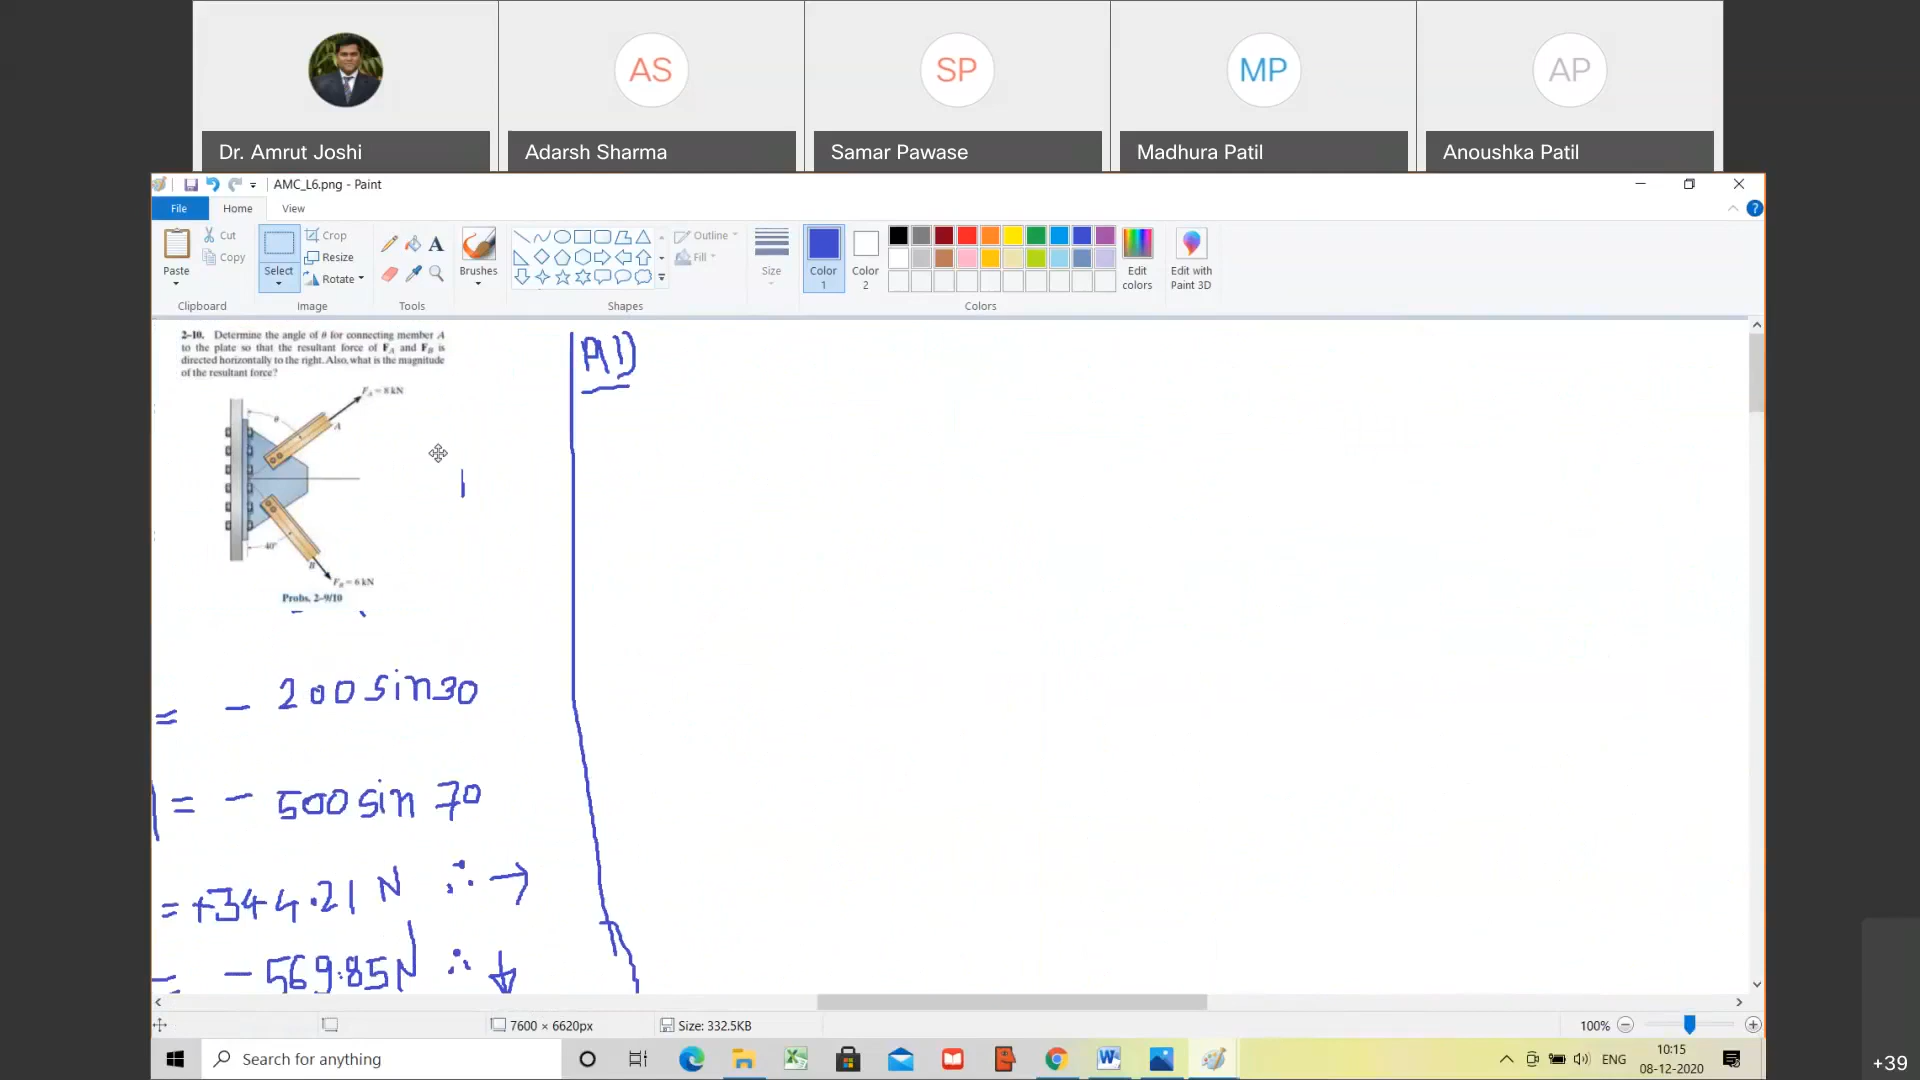 AS
SP
MP
AP
Dr. Amrut Joshi
Adarsh Sharma
Samar Pawase
Madhura Patil
Anoushka Patil
AMC_L6.png - Paint
File
Home
View
Paste
Cut
Copy
Clipboard
Select
Crop
Resize
Rotate
Image
A
Tools
Brushes
Outline
Fill
Shapes
Size
Color
1
Color
2
Edit
colors
Edit with
Paint 3D
Colors
2–10. Determine the angle of θ for connecting member A
to the plate so that the resultant force of FA and FB is
directed horizontally to the right. Also, what is the magnitude
of the resultant force?
FA = 8 kN
θ
A
40°
B
FB = 6 kN
Probs. 2–9/10
= - 200 sin30
= - 500 sin 70
= +344.21 N ∴ →
= - 569.85N ∴ ↓
7600 × 6620px
Size: 332.5KB
100%
Search for anything
ENG
10:15
08-12-2020
+39